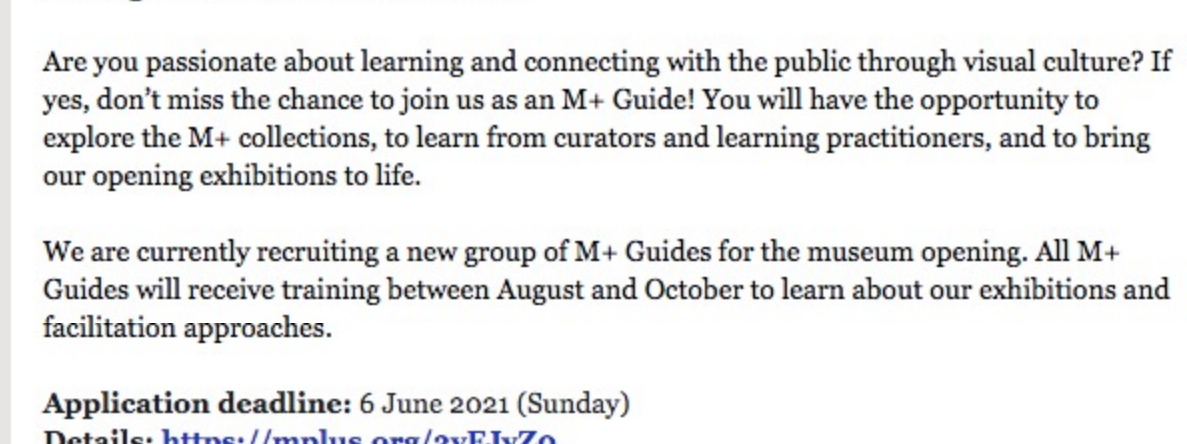 Are you passionate about learning and connecting with the public through visual culture? If
yes, don’t miss the chance to join us as an M+ Guide! You will have the opportunity to
explore the M+ collections, to learn from curators and learning practitioners, and to bring
our opening exhibitions to life.
We are currently recruiting a new group of M+ Guides for the museum opening. All M+
Guides will receive training between August and October to learn about our exhibitions and
facilitation approaches.
Application deadline: 6 June 2021 (Sunday)
Details: